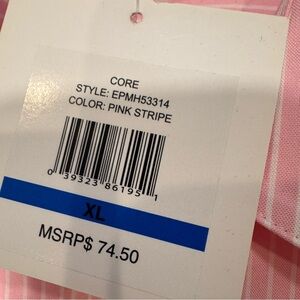 CORE
STYLE: EPMH53314
COLOR: PINK STRIPE
0 39323 86195 1
XL
MSRP$ 74.50